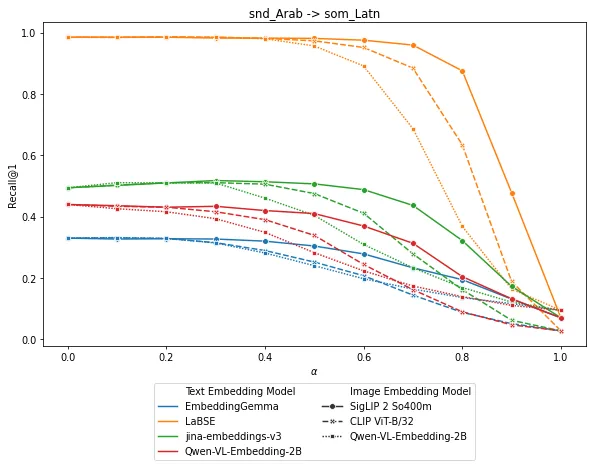 snd_Arab -> som_Latn
Recall@1
1.0
0.8
0.6
0.4
0.2
0.0
0.0 0.2 0.4 0.6 0.8 1.0
α
Text Embedding Model
EmbeddingGemma
LaBSE
jina-embeddings-v3
Qwen-VL-Embedding-2B
Image Embedding Model
SigLIP 2 So400m
CLIP ViT-B/32
Qwen-VL-Embedding-2B